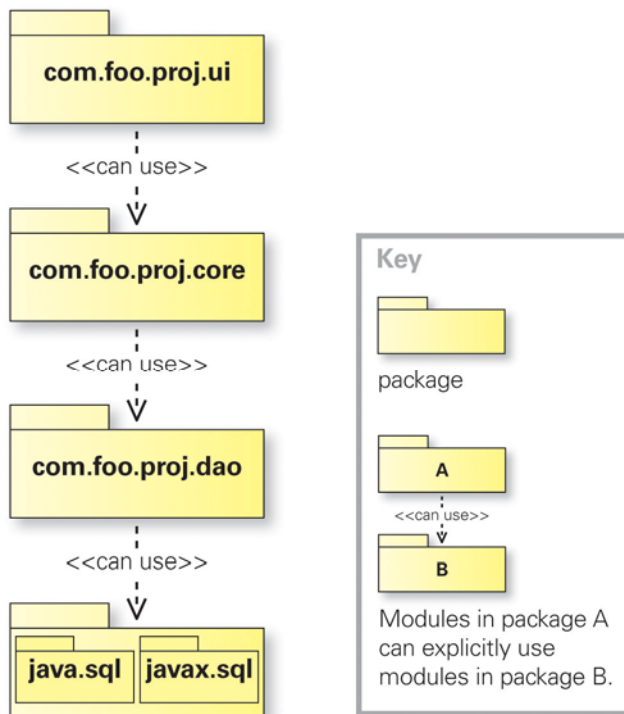 com.foo.proj.ui
<<can use>>
com.foo.proj.core
<<can use>>
com.foo.proj.dao
<<can use>>
java.sql
javax.sql
Key
package
A
<<can use>>
B
Modules in package A
can explicitly use
modules in package B.